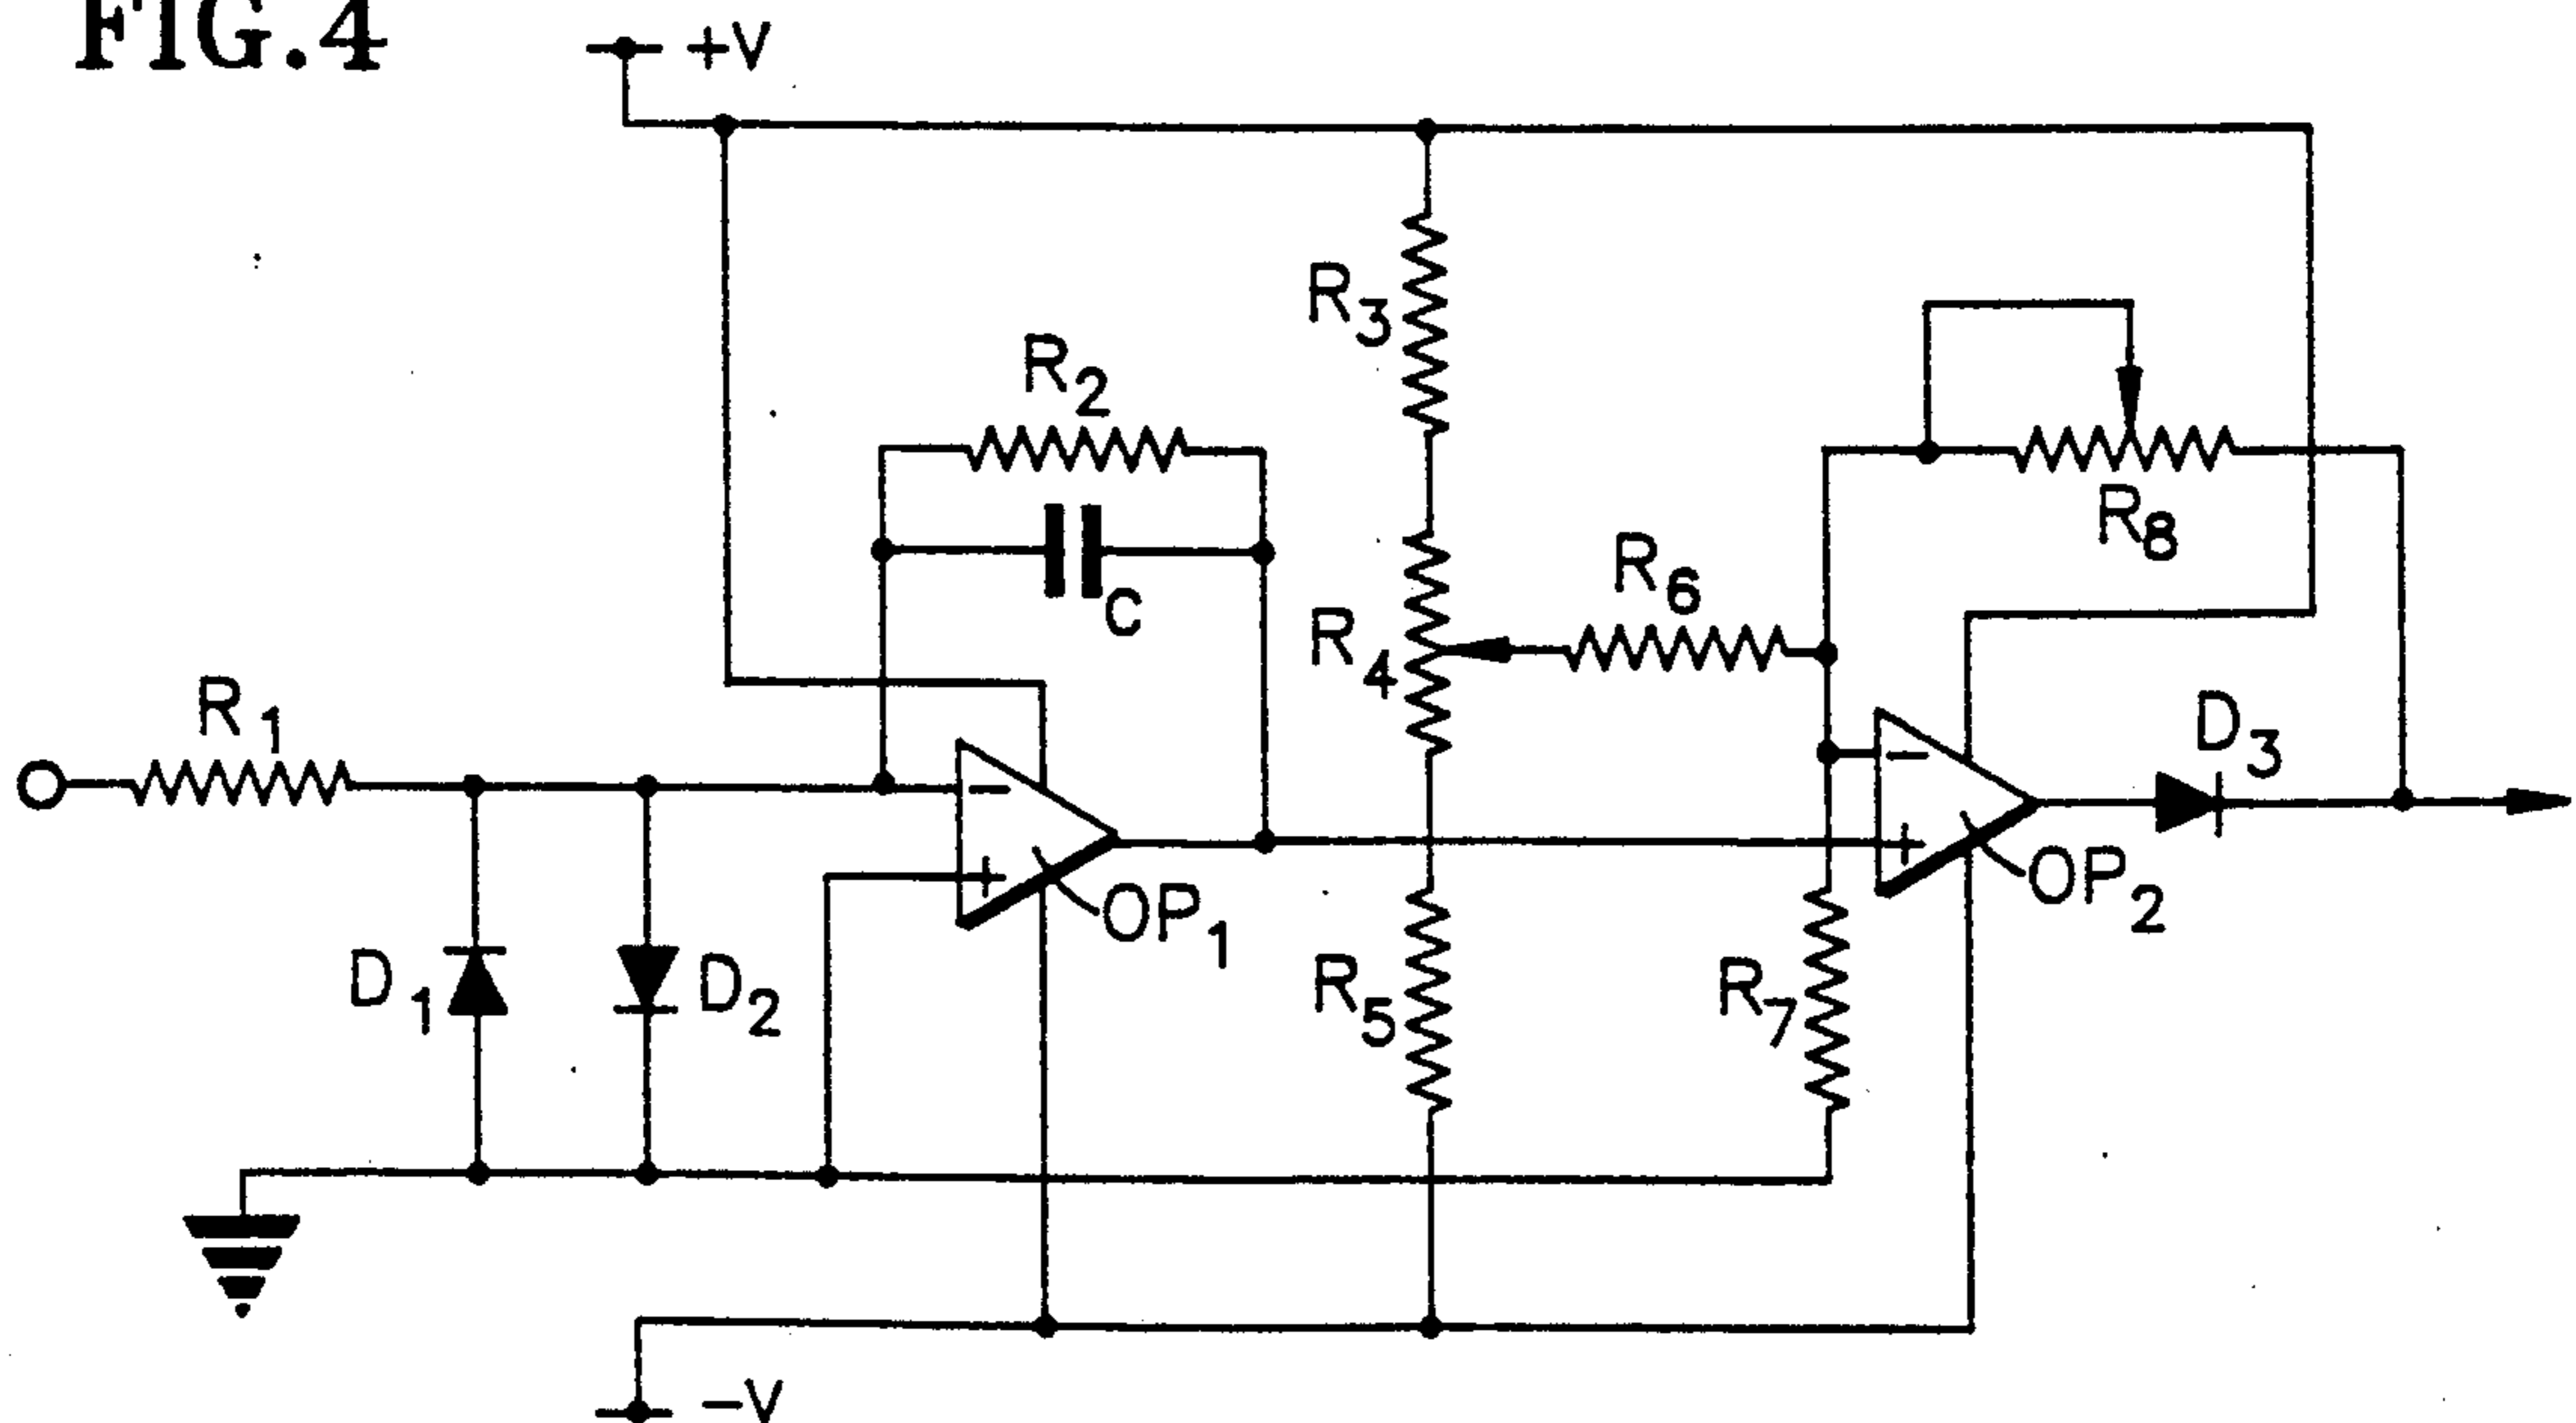 FIG.4
+V
R3
R2
R8
C
R6
R4
R1
D3
−
−
+
OP2
+
OP1
D1
D2
R5
R7
−V